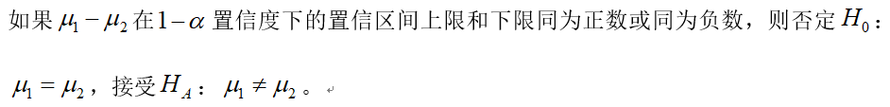 如果 μ₁ − μ₂ 在 1−α 置信度下的置信区间上限和下限同为正数或同为负数，则否定 H₀：
μ₁ = μ₂，接受 H_A：μ₁ ≠ μ₂。